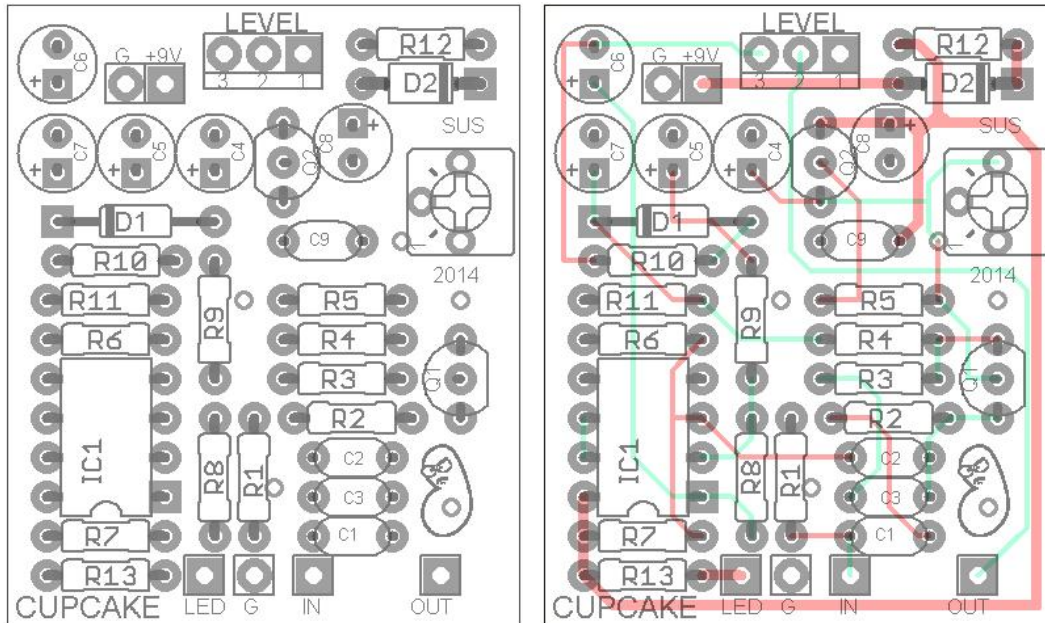 LEVEL
C6
+
G +9V
3 2 1
R12
D2
SUS
C7
+
C5
+
C4
+
Q2
C8
+
D1
C9
1
2014
R10
R11
R5
R9
R6
R4
R3
Q1
R2
IC1
R8
R1
C2
C3
R7
C1
R13
CUPCAKE
LED
G
IN
OUT
LEVEL
C6
+
G +9V
3 2 1
R12
D2
SUS
C7
+
C5
+
C4
+
Q2
C8
+
D1
C9
1
2014
R10
R11
R5
R9
R6
R4
R3
Q1
R2
IC1
R8
R1
C2
C3
R7
C1
R13
CUPCAKE
LED
G
IN
OUT